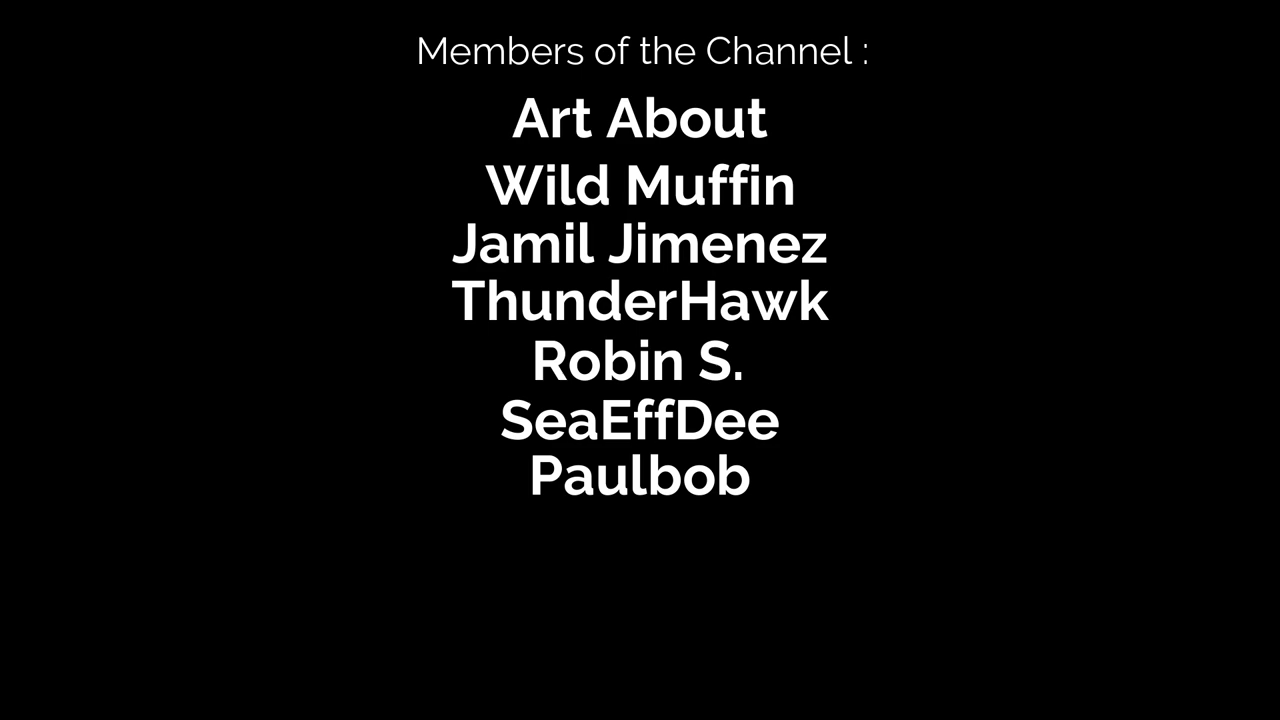 Members of the Channel :
Art About
Wild Muffin
Jamil Jimenez
ThunderHawk
Robin S.
SeaEffDee
Paulbob